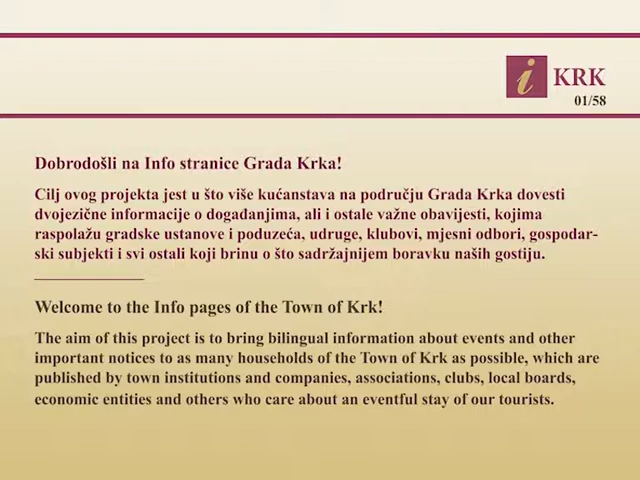 i KRK
01/58
Dobrodošli na Info stranice Grada Krka!
Cilj ovog projekta jest u što više kućanstava na području Grada Krka dovesti
dvojezične informacije o događanjima, ali i ostale važne obavijesti, kojima
raspolažu gradske ustanove i poduzeća, udruge, klubovi, mjesni odbori, gospodar-
ski subjekti i svi ostali koji brinu o što sadržajnijem boravku naših gostiju.
Welcome to the Info pages of the Town of Krk!
The aim of this project is to bring bilingual information about events and other
important notices to as many households of the Town of Krk as possible, which are
published by town institutions and companies, associations, clubs, local boards,
economic entities and others who care about an eventful stay of our tourists.